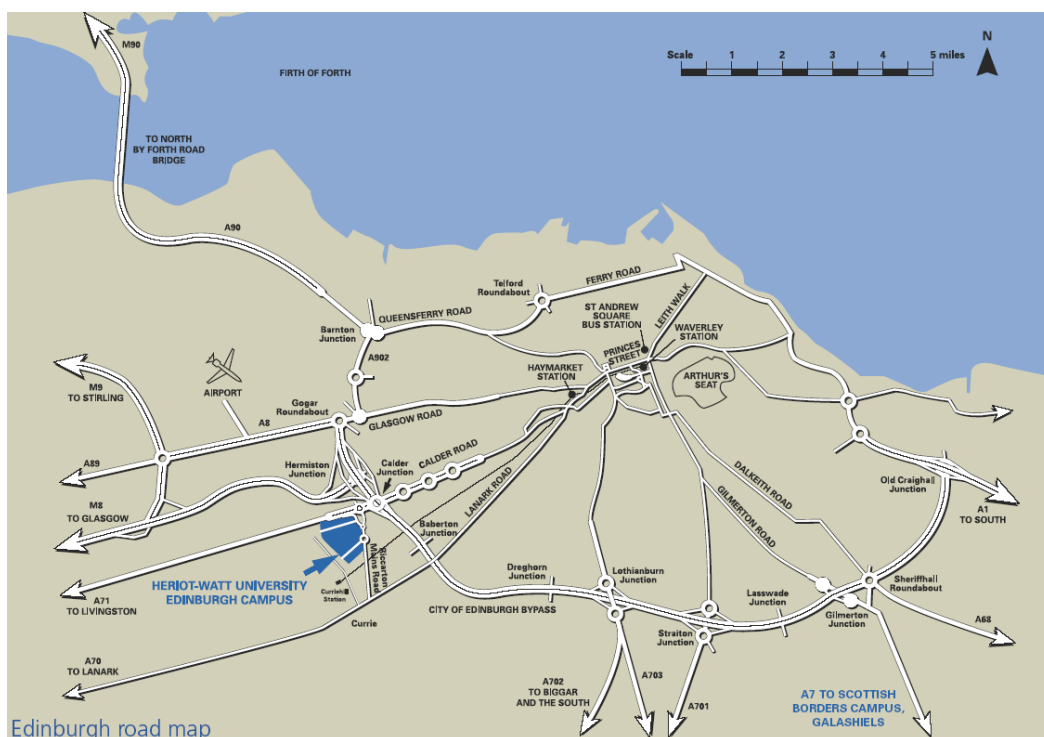 M90
FIRTH OF FORTH
Scale 1 2 3 4 5 miles
N
TO NORTH
BY FORTH ROAD
BRIDGE
A90
Telford
Roundabout
FERRY ROAD
ST ANDREW
SQUARE
BUS STATION
LEITH WALK
WAVERLEY
STATION
Barnton
Junction
QUEENSFERRY ROAD
PRINCES
STREET
A902
HAYMARKET
STATION
ARTHUR'S
SEAT
M9
TO STIRLING
AIRPORT
Gogar
Roundabout
A8
GLASGOW ROAD
A89
Hermiston
Junction
Calder
Junction
CALDER ROAD
LANARK ROAD
DALKEITH ROAD
GILMERTON ROAD
Old Craighall
Junction
M8
TO GLASGOW
A1
TO SOUTH
Baberton
Junction
Riccarton
Mains Road
HERIOT-WATT UNIVERSITY
EDINBURGH CAMPUS
Curriehill
Station
Dreghorn
Junction
Lothianburn
Junction
Sheriffhall
Roundabout
A71
TO LIVINGSTON
CITY OF EDINBURGH BYPASS
Lasswade
Junction
Currie
Straiton
Junction
Gilmerton
Junction
A68
A70
TO LANARK
A702
TO BIGGAR
AND THE SOUTH
A703
A701
A7 TO SCOTTISH
BORDERS CAMPUS,
GALASHIELS
Edinburgh road map